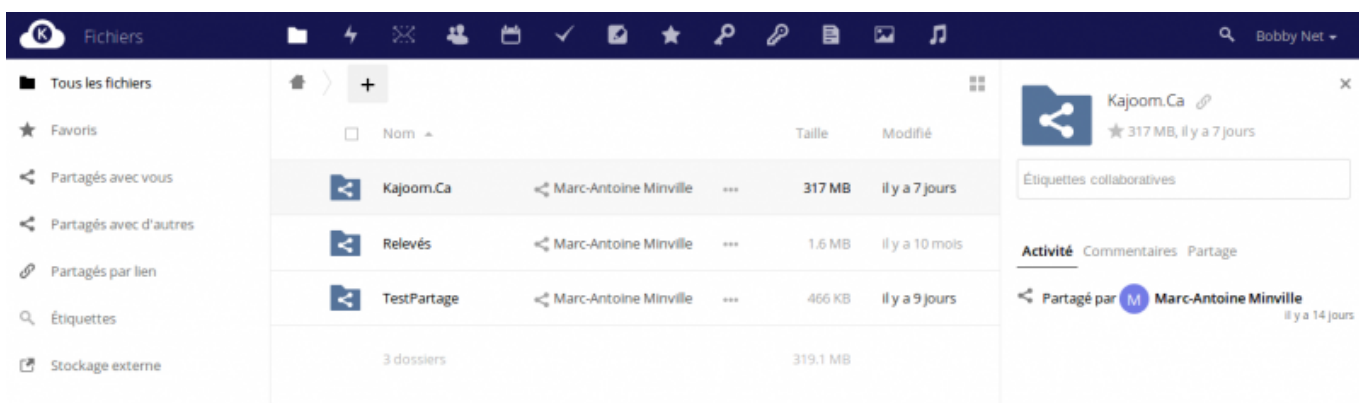 K Fichiers Bobby Net
Tous les fichiers
Favoris
Partagés avec vous
Partagés avec d'autres
Partagés par lien
Étiquettes
Stockage externe
+
Nom Taille Modifié
Kajoom.Ca Marc-Antoine Minville ••• 317 MB il y a 7 jours
Relevés Marc-Antoine Minville ••• 1.6 MB il y a 10 mois
TestPartage Marc-Antoine Minville ••• 466 KB il y a 9 jours
3 dossiers 319.1 MB
×
Kajoom.Ca
317 MB, il y a 7 jours
Étiquettes collaboratives
Activité Commentaires Partage
Partagé par M Marc-Antoine Minville
il y a 14 jours